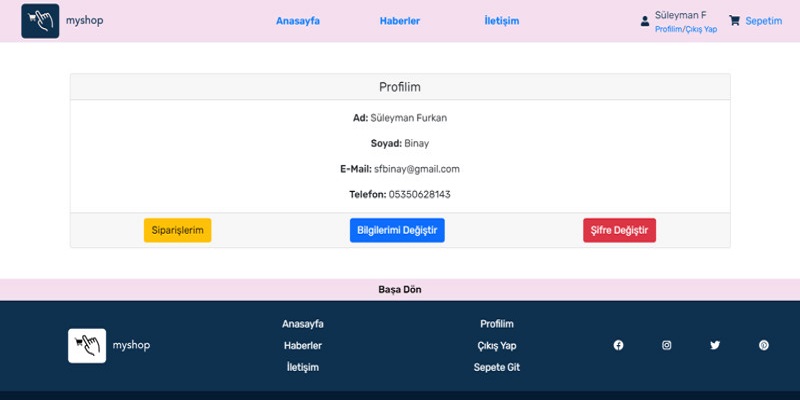 myshop
Anasayfa
Haberler
İletişim
Süleyman F
Profilim/Çıkış Yap
Sepetim
Profilim
Ad: Süleyman Furkan
Soyad: Binay
E-Mail: sfbinay@gmail.com
Telefon: 05350628143
Siparişlerim
Bilgilerimi Değiştir
Şifre Değiştir
Başa Dön
myshop
Anasayfa
Haberler
İletişim
Profilim
Çıkış Yap
Sepete Git